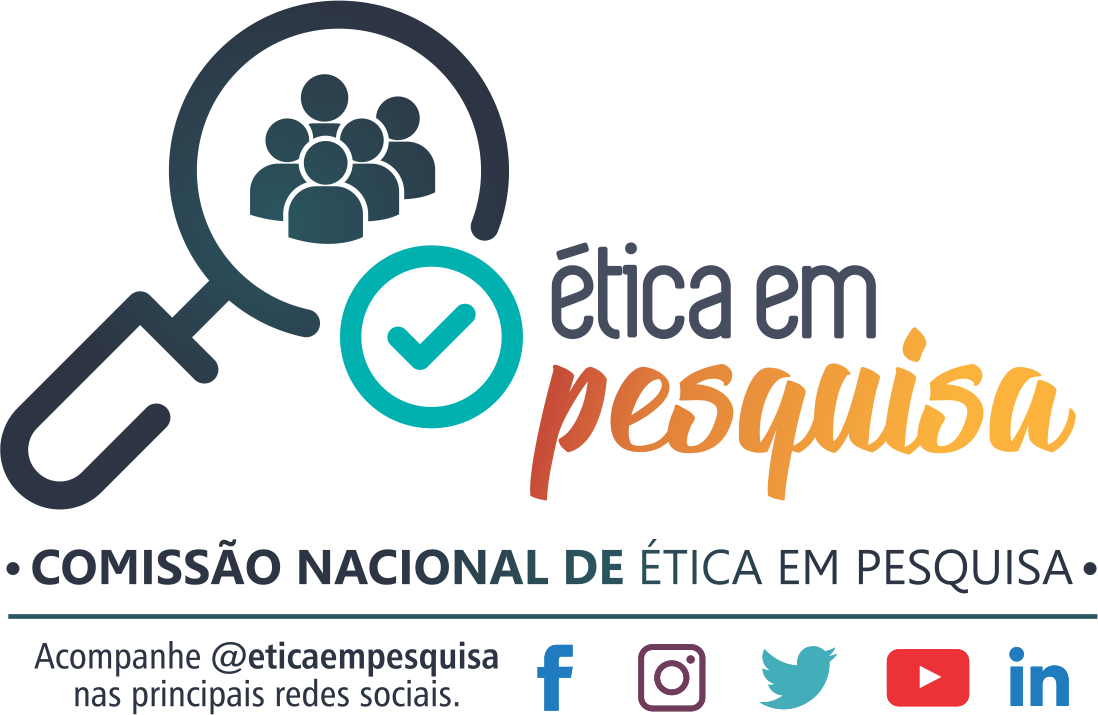 ética em
pesquisa
• COMISSÃO NACIONAL DE ÉTICA EM PESQUISA •
Acompanhe @eticaempesquisa
nas principais redes sociais.